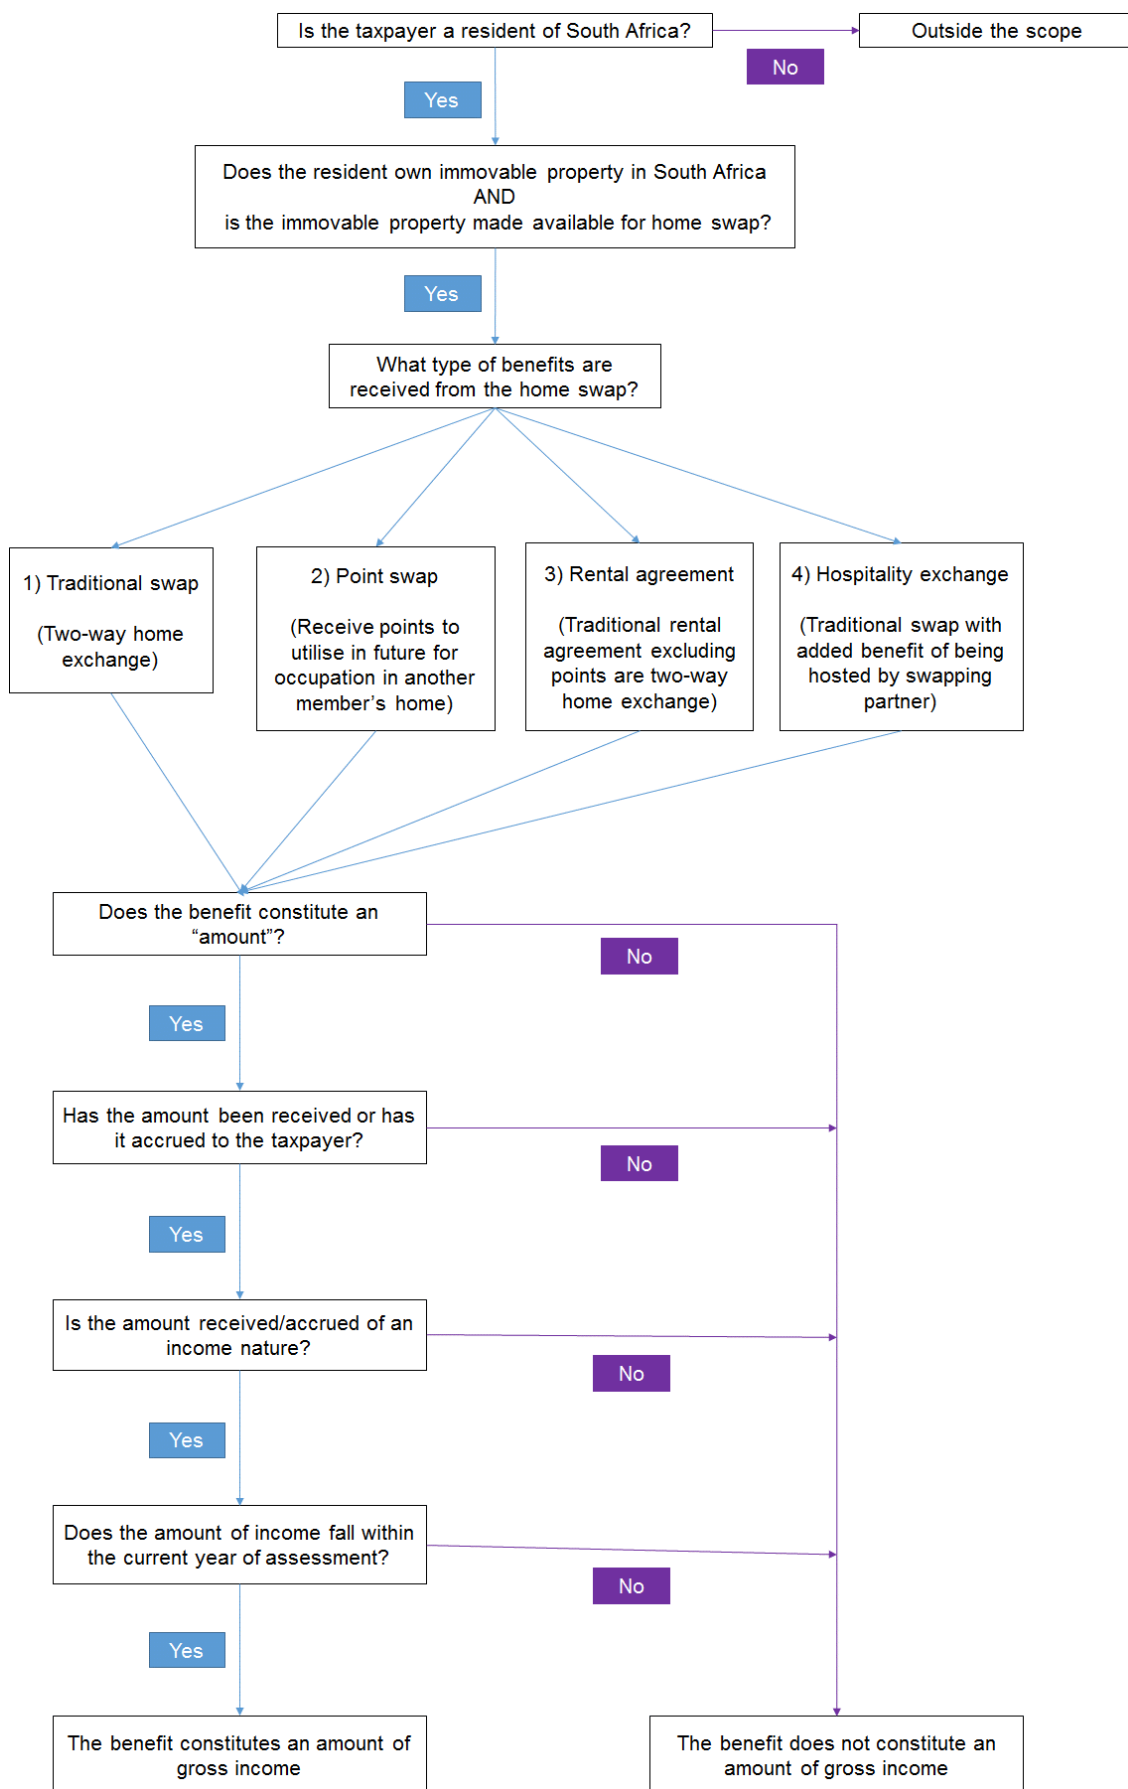 Is the taxpayer a resident of South Africa?
Outside the scope
No
Yes
Does the resident own immovable property in South Africa
AND
is the immovable property made available for home swap?
Yes
What type of benefits are
received from the home swap?
1) Traditional swap
(Two-way home
exchange)
2) Point swap
(Receive points to
utilise in future for
occupation in another
member's home)
3) Rental agreement
(Traditional rental
agreement excluding
points are two-way
home exchange)
4) Hospitality exchange
(Traditional swap with
added benefit of being
hosted by swapping
partner)
Does the benefit constitute an
“amount”?
No
Yes
Has the amount been received or has
it accrued to the taxpayer?
No
Yes
Is the amount received/accrued of an
income nature?
No
Yes
Does the amount of income fall within
the current year of assessment?
No
Yes
The benefit constitutes an amount of
gross income
The benefit does not constitute an
amount of gross income